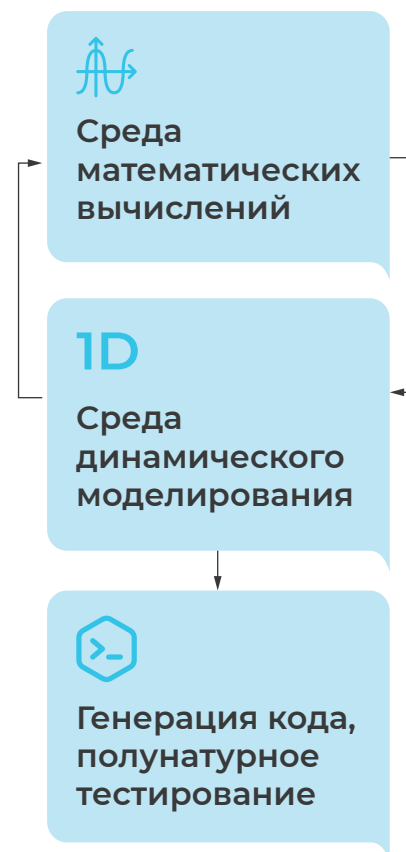 Среда
математических
вычислений
1D
Среда
динамического
моделирования
Генерация кода,
полунатурное
тестирование